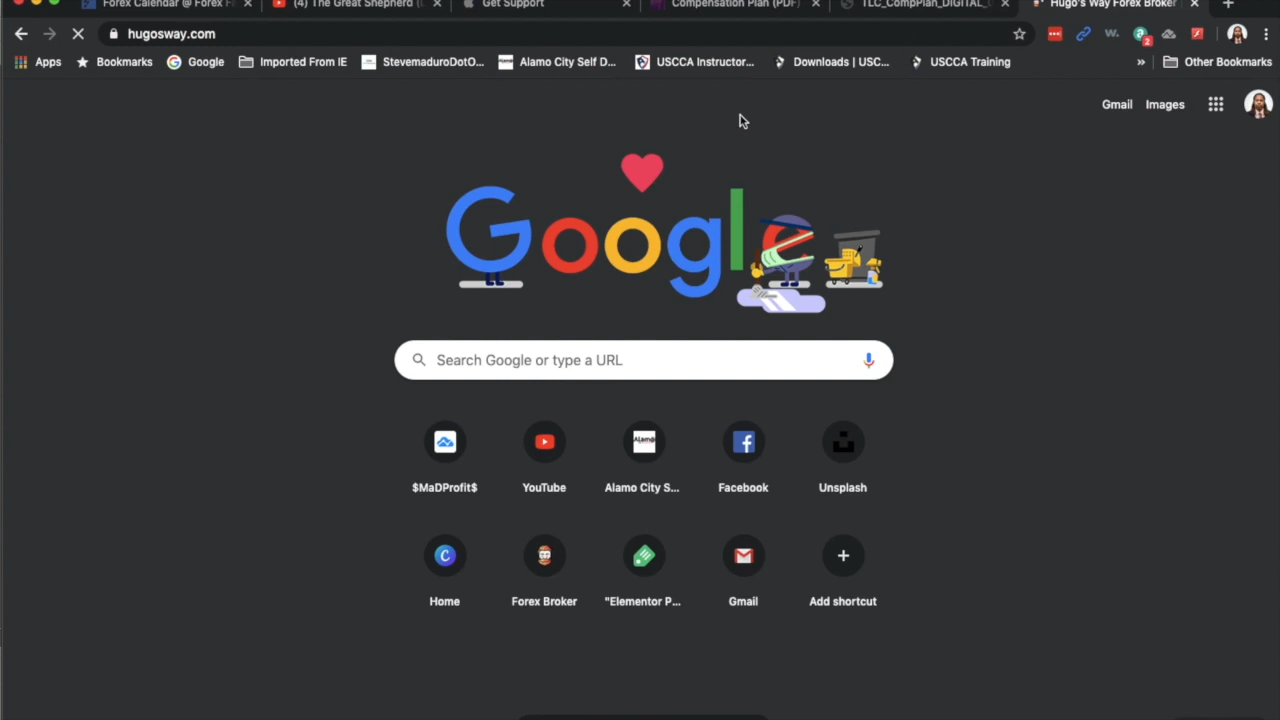 Forex Calendar @ Forex F
(4) The Great Shepherd (
Get Support
Compensation Plan (PDF)
TLC_CompPlan_DIGITAL_
Hugo's Way Forex Broker
hugosway.com
Apps
Bookmarks
Google
Imported From IE
StevemaduroDotO...
Alamo City Self D...
USCCA Instructor...
Downloads | USC...
USCCA Training
»
Other Bookmarks
Gmail
Images
Google
Search Google or type a URL
$MaDProfit$
YouTube
Alamo City S...
Facebook
Unsplash
Home
Forex Broker
"Elementor P...
Gmail
Add shortcut